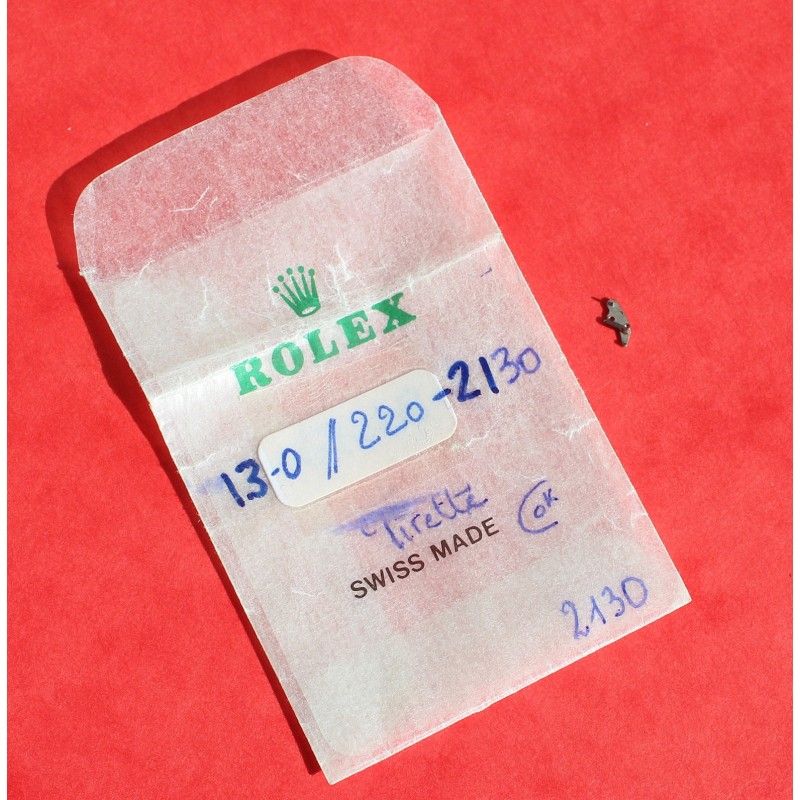 ROLEX
13-0 // 220-2130
Tirette OK
SWISS MADE
2130